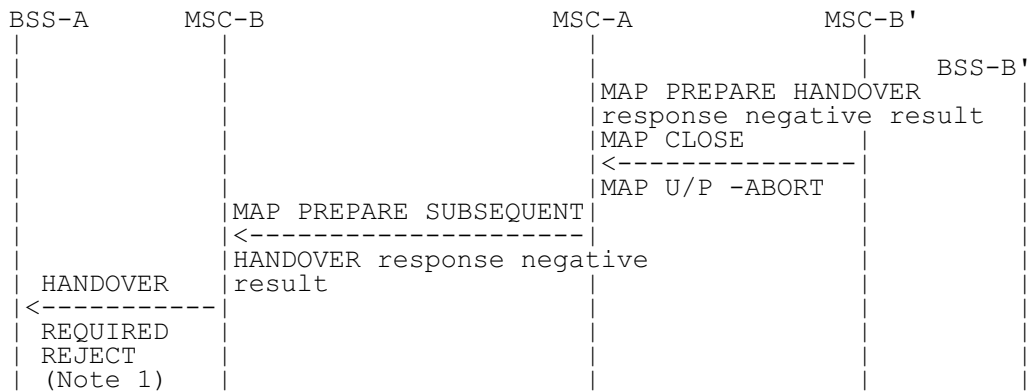 BSS-A MSC-B MSC-A MSC-B'
BSS-B'
MAP PREPARE HANDOVER
response negative result
MAP CLOSE
MAP U/P -ABORT
MAP PREPARE SUBSEQUENT
HANDOVER response negative
HANDOVER result
REQUIRED
REJECT
(Note 1)